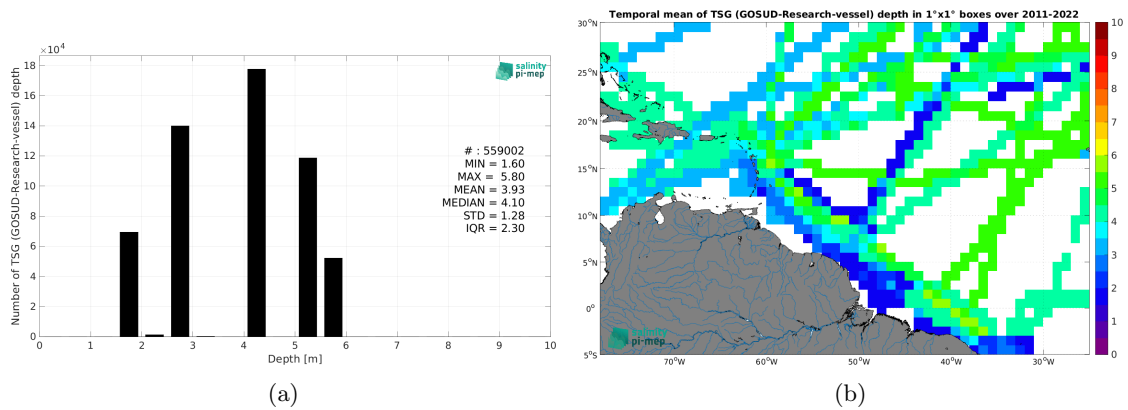 ×10⁴
18
16
14
12
10
8
6
4
2
0
Number of TSG (GOSUD-Research-vessel) depth
0 1 2 3 4 5 6 7 8 9 10
Depth [m]
salinity
pi-mep
# : 559002
MIN = 1.60
MAX = 5.80
MEAN = 3.93
MEDIAN = 4.10
STD = 1.28
IQR = 2.30
(a)
Temporal mean of TSG (GOSUD-Research-vessel) depth in 1°x1° boxes over 2011-2022
30°N
25°N
20°N
15°N
10°N
5°N
0°
5°S
70°W 60°W 50°W 40°W 30°W
salinity
pi-mep
10
9
8
7
6
5
4
3
2
1
0
(b)